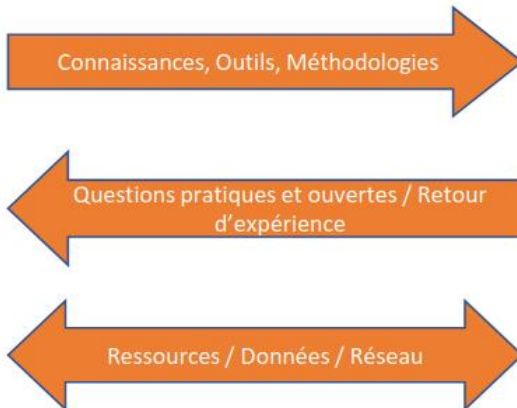 Connaissances, Outils, Méthodologies
Questions pratiques et ouvertes / Retour
d’expérience
Ressources / Données / Réseau